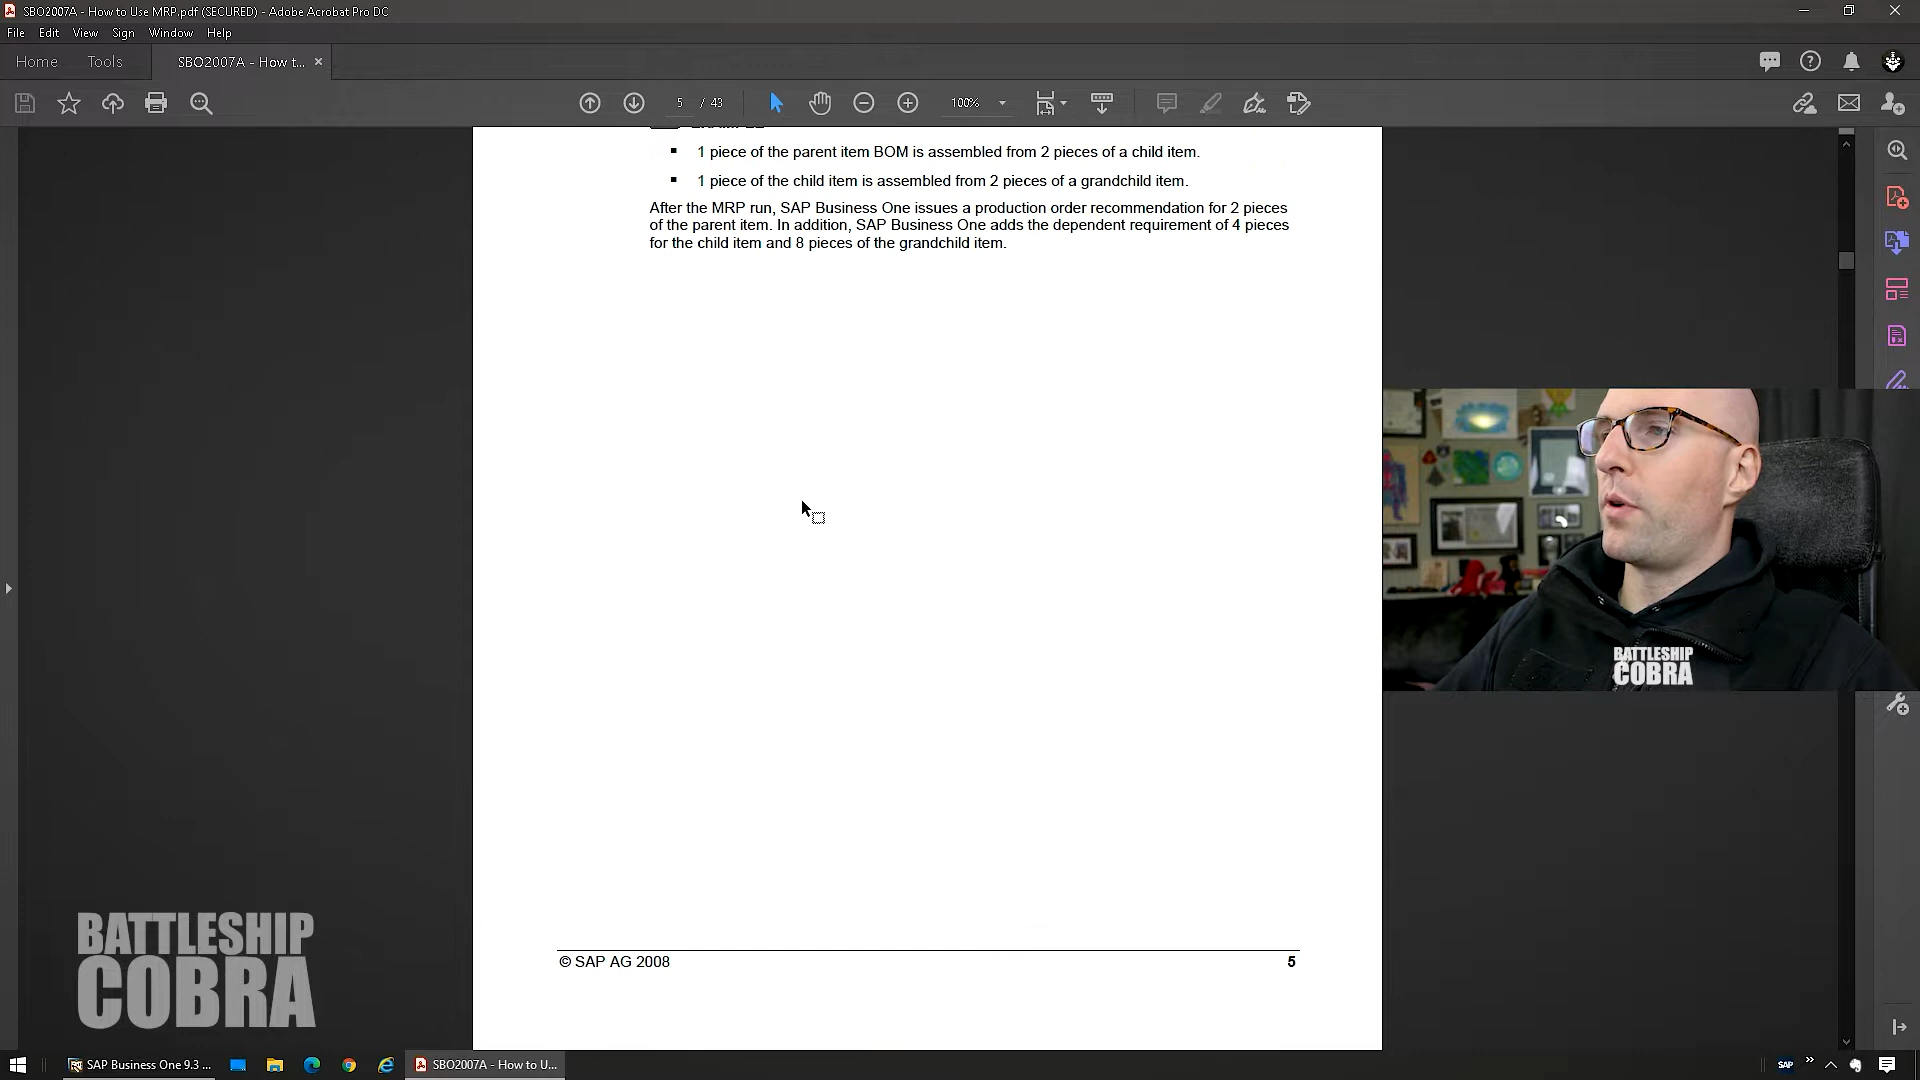 SBO2007A - How to Use MRP.pdf (SECURED) - Adobe Acrobat Pro DC
File Edit View Sign Window Help
Home Tools SBO2007A - How t... ×
5 / 43 100%
▪ 1 piece of the parent item BOM is assembled from 2 pieces of a child item.
▪ 1 piece of the child item is assembled from 2 pieces of a grandchild item.
After the MRP run, SAP Business One issues a production order recommendation for 2 pieces
of the parent item. In addition, SAP Business One adds the dependent requirement of 4 pieces
for the child item and 8 pieces of the grandchild item.
BATTLESHIP
COBRA
BATTLESHIP
COBRA
© SAP AG 2008 5
SAP Business One 9.3 ... SBO2007A - How to U... SAP